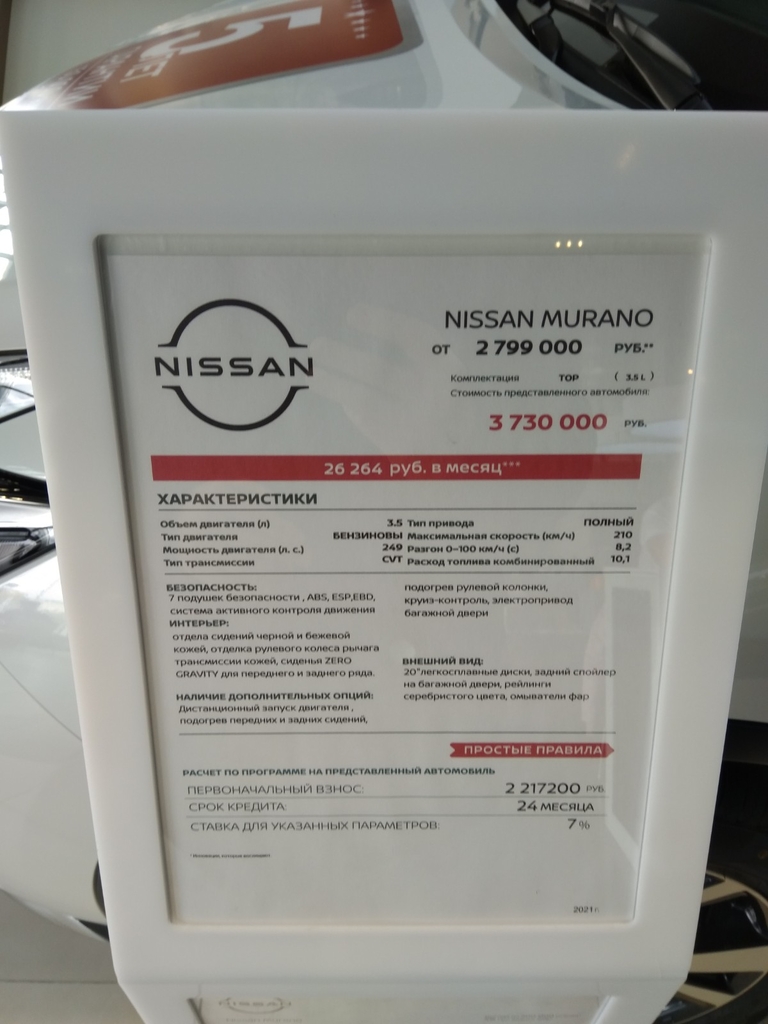 15
ЛЕТ
NISSAN
NISSAN MURANO
ОТ 2 799 000 РУБ.**
Комплектация TOP ( 3.5 L )
Стоимость представленного автомобиля:
3 730 000 РУБ.
26 264 руб. в месяц***
ХАРАКТЕРИСТИКИ
Объем двигателя (л) 3.5 Тип привода ПОЛНЫЙ
Тип двигателя БЕНЗИНОВЫ Максимальная скорость (км/ч) 210
Мощность двигателя (л. с.) 249 Разгон 0–100 км/ч (с) 8,2
Тип трансмиссии CVT Расход топлива комбинированный 10,1
БЕЗОПАСНОСТЬ:
7 подушек безопасности , ABS, ESP,EBD,
система активного контроля движения
ИНТЕРЬЕР:
отдела сидений черной и бежевой
кожей, отделка рулевого колеса рычага
трансмиссии кожей, сиденья ZERO
GRAVITY для переднего и заднего ряда.
НАЛИЧИЕ ДОПОЛНИТЕЛЬНЫХ ОПЦИЙ:
Дистанционный запуск двигателя ,
подогрев передних и задних сидений,
подогрев рулевой колонки,
круиз-контроль, электропривод
багажной двери
ВНЕШНИЙ ВИД:
20"легкосплавные диски, задний спойлер
на багажной двери, рейлинги
серебристого цвета, омыватели фар
ПРОСТЫЕ ПРАВИЛА
РАСЧЕТ ПО ПРОГРАММЕ НА ПРЕДСТАВЛЕННЫЙ АВТОМОБИЛЬ
ПЕРВОНАЧАЛЬНЫЙ ВЗНОС: 2 217200 РУБ.
СРОК КРЕДИТА: 24 МЕСЯЦА
СТАВКА ДЛЯ УКАЗАННЫХ ПАРАМЕТРОВ: 7 %
2021 г.
NISSAN